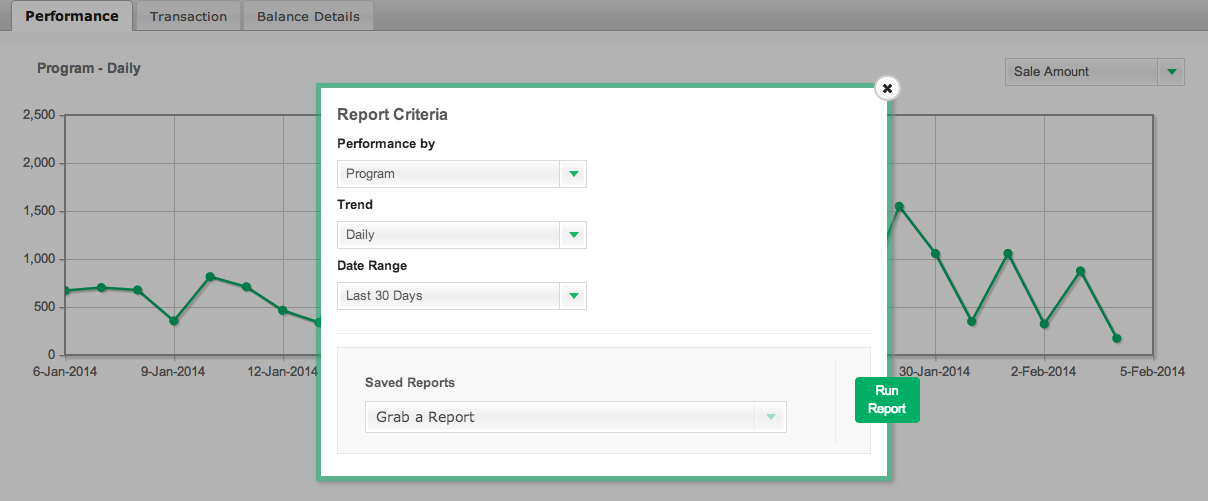 Performance Transaction Balance Details
Program - Daily
Sale Amount
2,500
2,000
1,500
1,000
500
0
6-Jan-2014 9-Jan-2014 12-Jan-2014 30-Jan-2014 2-Feb-2014 5-Feb-2014
Report Criteria
Performance by
Program
Trend
Daily
Date Range
Last 30 Days
Saved Reports
Grab a Report
Run
Report